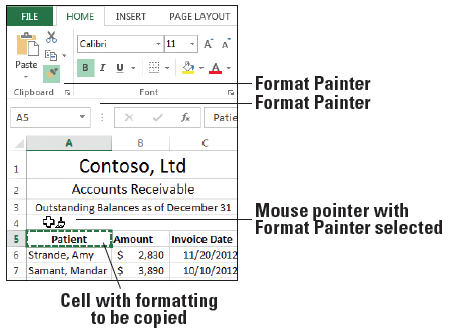 FILE HOME INSERT PAGE LAYOUT
Calibri 11 A A
Paste B I U A
Clipboard Font
Format Painter
Format Painter
A5 fx Patie
A B C
1 Contoso, Ltd
2 Accounts Receivable
3 Outstanding Balances as of December 31
4
5 Patient Amount Invoice Date
6 Strande, Amy $ 2,830 11/20/2012
7 Samant, Mandar $ 3,890 10/10/2012
Mouse pointer with
Format Painter selected
Cell with formatting
to be copied